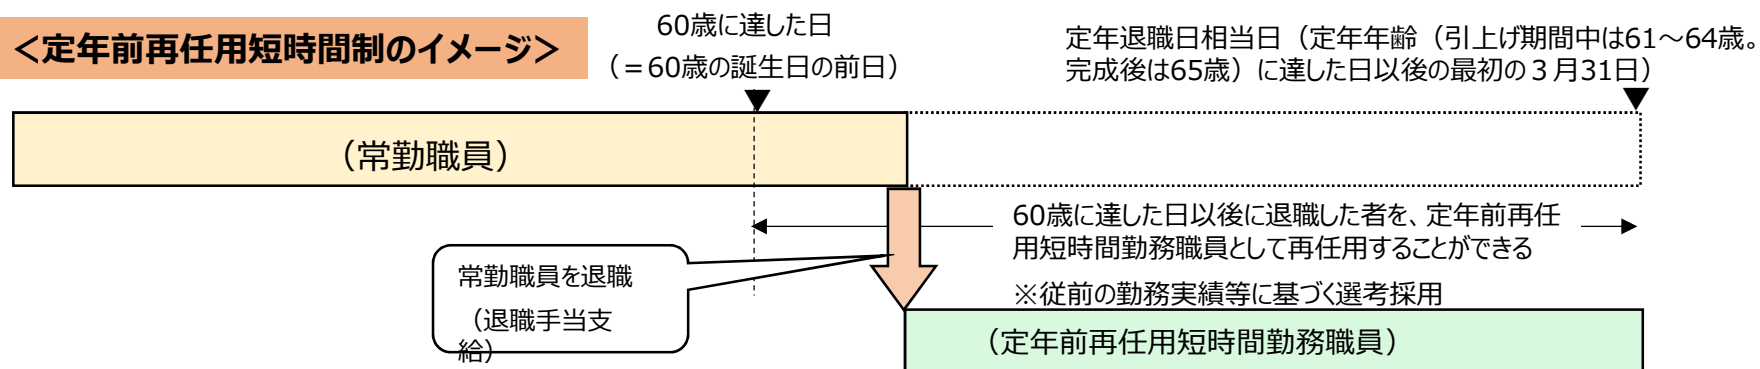 ＜定年前再任用短時間制のイメージ＞
60歳に達した日
（＝60歳の誕生日の前日）
定年退職日相当日（定年年齢（引上げ期間中は61～64歳。
完成後は65歳）に達した日以後の最初の３月31日）
（常勤職員）
60歳に達した日以後に退職した者を、定年前再任
用短時間勤務職員として再任用することができる
※従前の勤務実績等に基づく選考採用
常勤職員を退職
（退職手当支
給）
（定年前再任用短時間勤務職員）